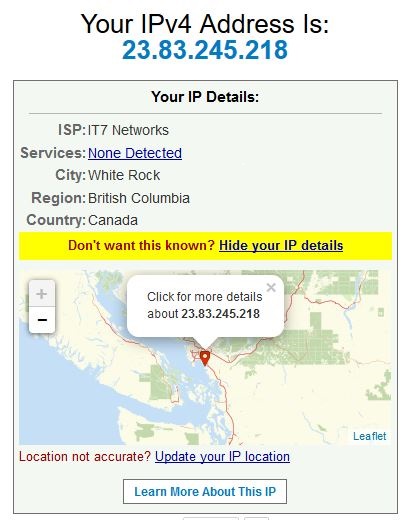 Your IPv4 Address Is:
23.83.245.218
Your IP Details:
ISP: IT7 Networks
Services: None Detected
City: White Rock
Region: British Columbia
Country: Canada
Don't want this known? Hide your IP details
+
−
Click for more details
about 23.83.245.218
×
Leaflet
Location not accurate? Update your IP location
Learn More About This IP